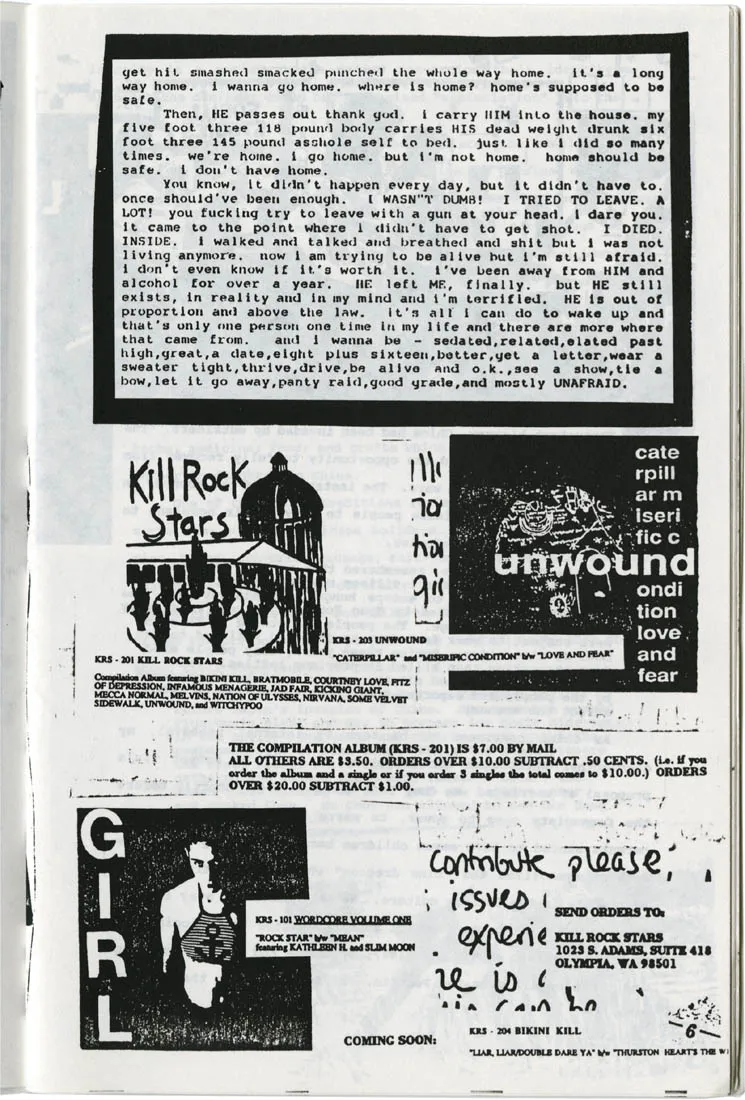 get hit smashed smacked punched the whole way home.  it's a long
way home.  i wanna go home.  where is home?  home's supposed to be
safe.
Then, HE passes out thank god.  i carry HIM into the house. my
five foot three 118 pound body carries HIS dead weight drunk six
foot three 145 pound asshole self to bed.  just like i did so many
times.  we're home. i go home. but i'm not home.  home should be
safe.  i don't have home.
You know, it didn't happen every day, but it didn't have to.
once should've been enough.  I WASN"T DUMB!  I TRIED TO LEAVE. A
LOT!  you fucking try to leave with a gun at your head. i dare you.
it came to the point where i didn't have to get shot.  I DIED.
INSIDE.  i walked and talked and breathed and shit but i was not
living anymore.  now i am trying to be alive but i'm still afraid.
i don't even know if it's worth it.  i've been away from HIM and
alcohol for over a year.  HE left ME, finally.  but HE still
exists, in reality and in my mind and i'm terrified. HE is out of
proportion and above the law.  it's all i can do to wake up and
that's only one person one time in my life and there are more where
that came from.  and i wanna be - sedated,related,elated past
high,great,a date,eight plus sixteen,better,get a letter,wear a
sweater tight,thrive,drive,be alive and o.k.,see a show,tie a
bow,let it go away,panty raid,good grade,and mostly UNAFRAID.
Kill Rock
Stars
KRS - 201 KILL ROCK STARS
Compilation Album featuring BIKINI KILL, BRATMOBILE, COURTNEY LOVE, FITZ
OF DEPRESSION, INFAMOUS MENAGERIE, JAD FAIR, KICKING GIANT,
MECCA NORMAL, MELVINS, NATION OF ULYSSES, NIRVANA, SOME VELVET
SIDEWALK, UNWOUND, and WITCHYPOO
cate
rpill
ar m
iseri
fic c
unwound
ondi
tion
love
and
fear
KRS - 203 UNWOUND
"CATERPILLAR" and "MISERIFIC CONDITION" b/w "LOVE AND FEAR"
THE COMPILATION ALBUM (KRS - 201) IS $7.00 BY MAIL
ALL OTHERS ARE $3.50.  ORDERS OVER $10.00 SUBTRACT .50 CENTS.  (i.e. if you
order the album and a single or if you order 3 singles the total comes to $10.00.)  ORDERS
OVER $20.00 SUBTRACT $1.00.
GIRL
KRS - 101 WORDCORE VOLUME ONE
"ROCK STAR" b/w "MEAN"
featuring KATHLEEN H. and SLIM MOON
contribute please,
issues
experie
re is
SEND ORDERS TO:
KILL ROCK STARS
1023 S. ADAMS, SUITE 418
OLYMPIA, WA 98501
COMING SOON:
KRS - 204 BIKINI KILL
"LIAR, LIAR/DOUBLE DARE YA" b/w "THURSTON HEART'S THE W
- 6 -